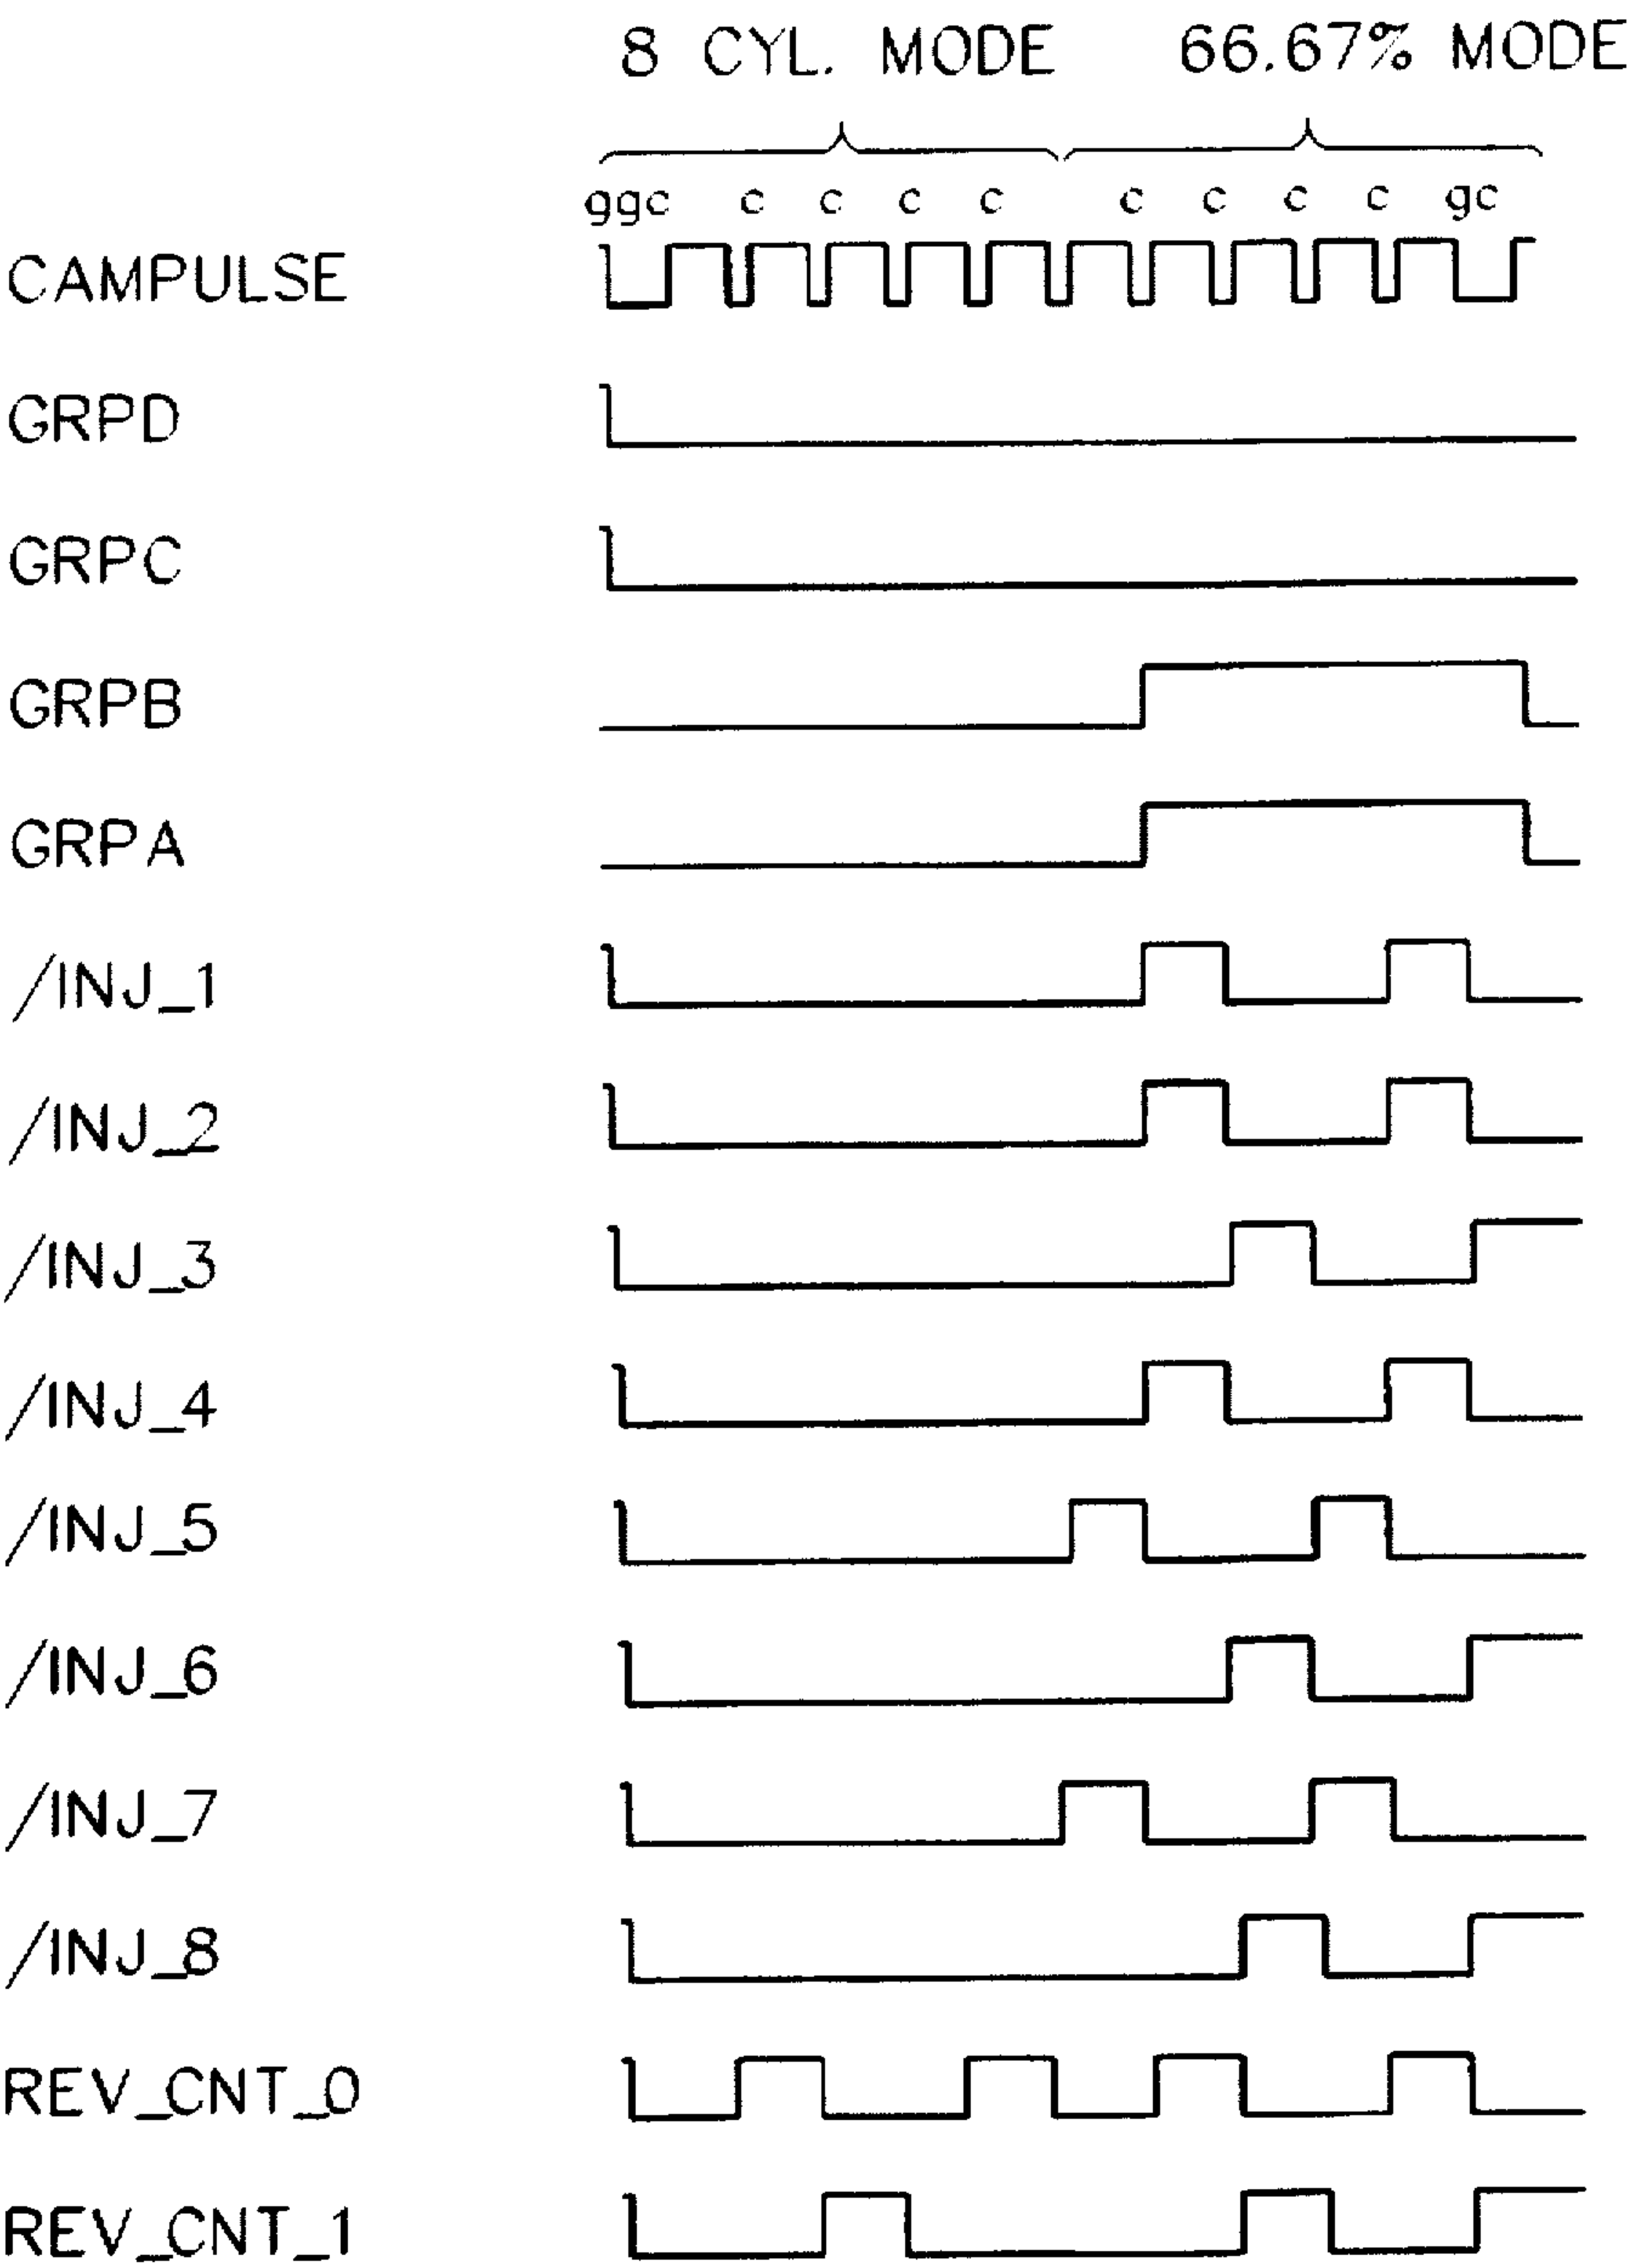 8 CYL. MODE 66.67% MODE
ggc c c c c c c c c gc
CAMPULSE
GRPD
GRPC
GRPB
GRPA
/INJ_1
/INJ_2
/INJ_3
/INJ_4
/INJ_5
/INJ_6
/INJ_7
/INJ_8
REV_CNT_0
REV_CNT_1